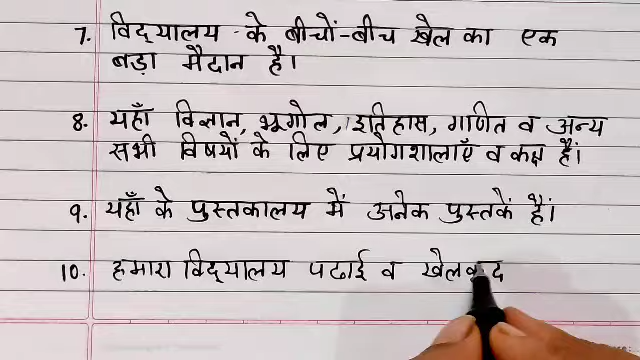 7. विद्यालय के बीचों-बीच खेल का एक
बड़ा मैदान है।
8. यहाँ विज्ञान, भूगोल, इतिहास, गणित व अन्य
सभी विषयों के लिए प्रयोगशालाएँ व कक्ष हैं।
9. यहाँ के पुस्तकालय में अनेक पुस्तकें हैं।
10. हमारा विद्यालय पढाई व खेलकूद